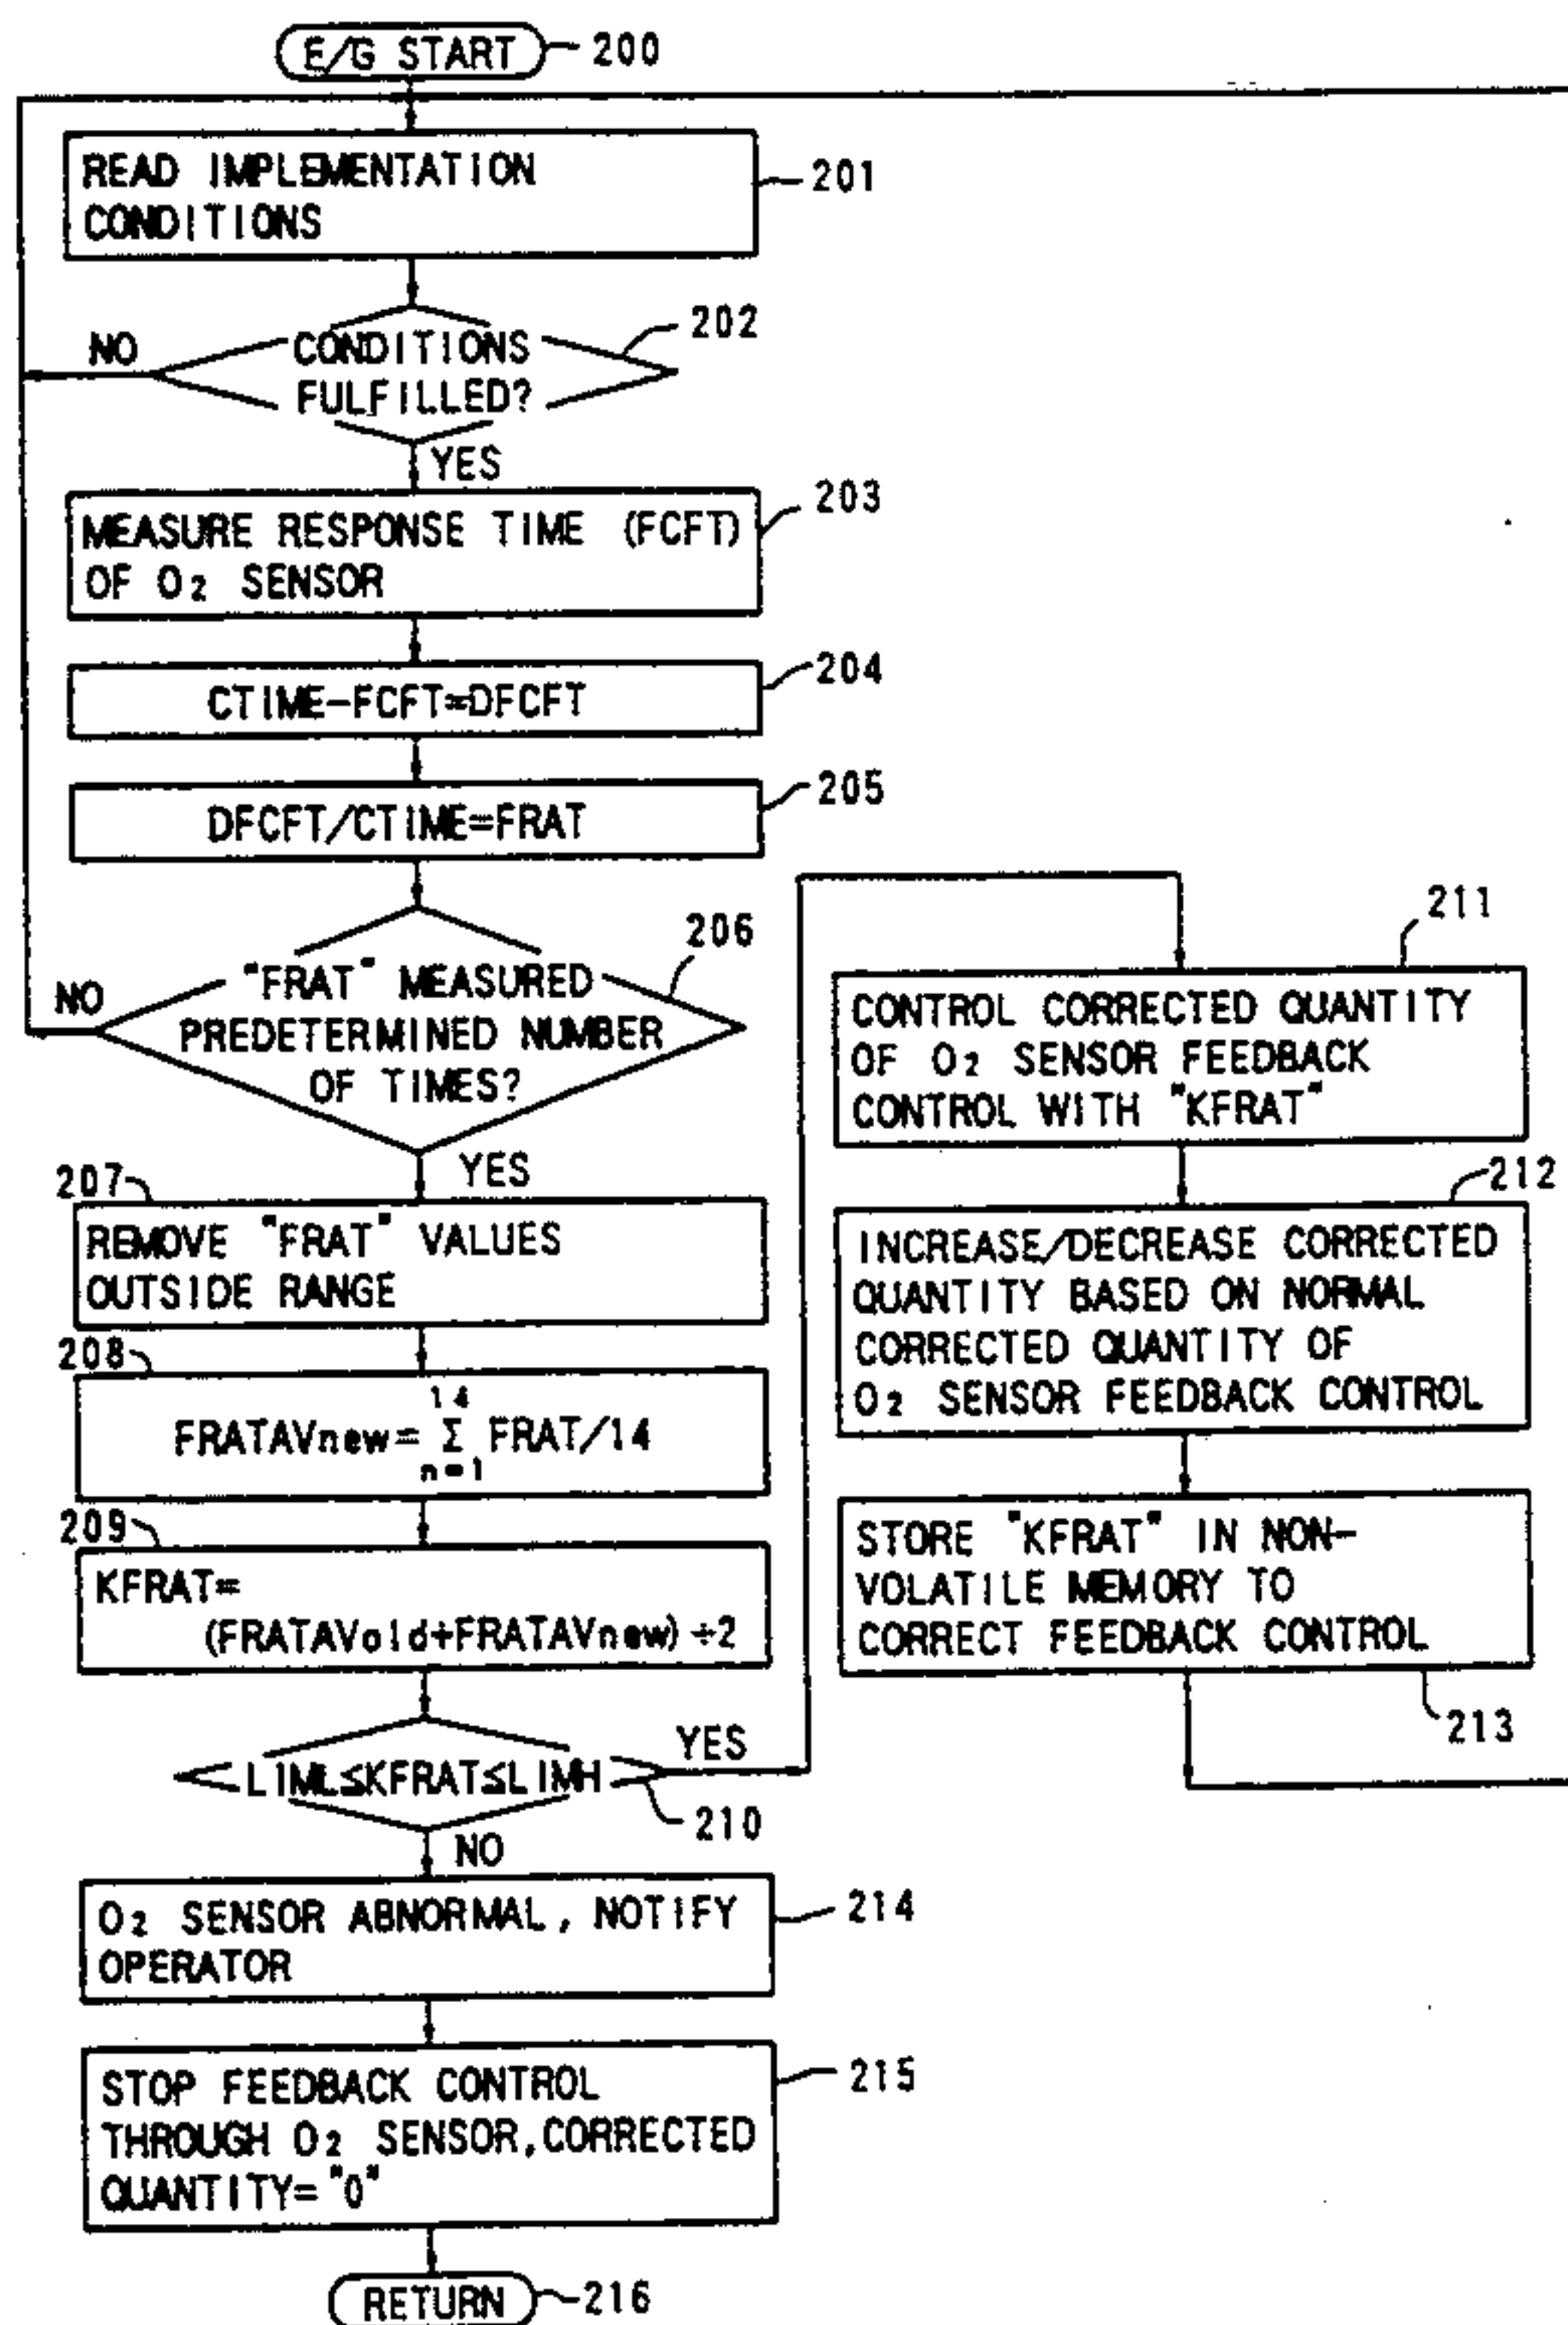 E/G START
200
READ IMPLEMENTATION
CONDITIONS
201
CONDITIONS
FULFILLED?
202
NO
YES
MEASURE RESPONSE TIME (FCFT)
OF O₂ SENSOR
203
CTIME-FCFT=DFCFT
204
DFCFT/CTIME=FRAT
205
"FRAT" MEASURED
PREDETERMINED NUMBER
OF TIMES?
206
NO
YES
207
REMOVE "FRAT" VALUES
OUTSIDE RANGE
208
14
FRATAVnew= Σ FRAT/14
n=1
209
KFRAT=
(FRATAVold+FRATAVnew) ÷2
LIML≤KFRAT≤LIMH
YES
210
NO
O₂ SENSOR ABNORMAL, NOTIFY
OPERATOR
214
STOP FEEDBACK CONTROL
THROUGH O₂ SENSOR, CORRECTED
QUANTITY= "0"
215
RETURN
216
211
CONTROL CORRECTED QUANTITY
OF O₂ SENSOR FEEDBACK
CONTROL WITH "KFRAT"
212
INCREASE/DECREASE CORRECTED
QUANTITY BASED ON NORMAL
CORRECTED QUANTITY OF
O₂ SENSOR FEEDBACK CONTROL
STORE "KFRAT" IN NON-
VOLATILE MEMORY TO
CORRECT FEEDBACK CONTROL
213